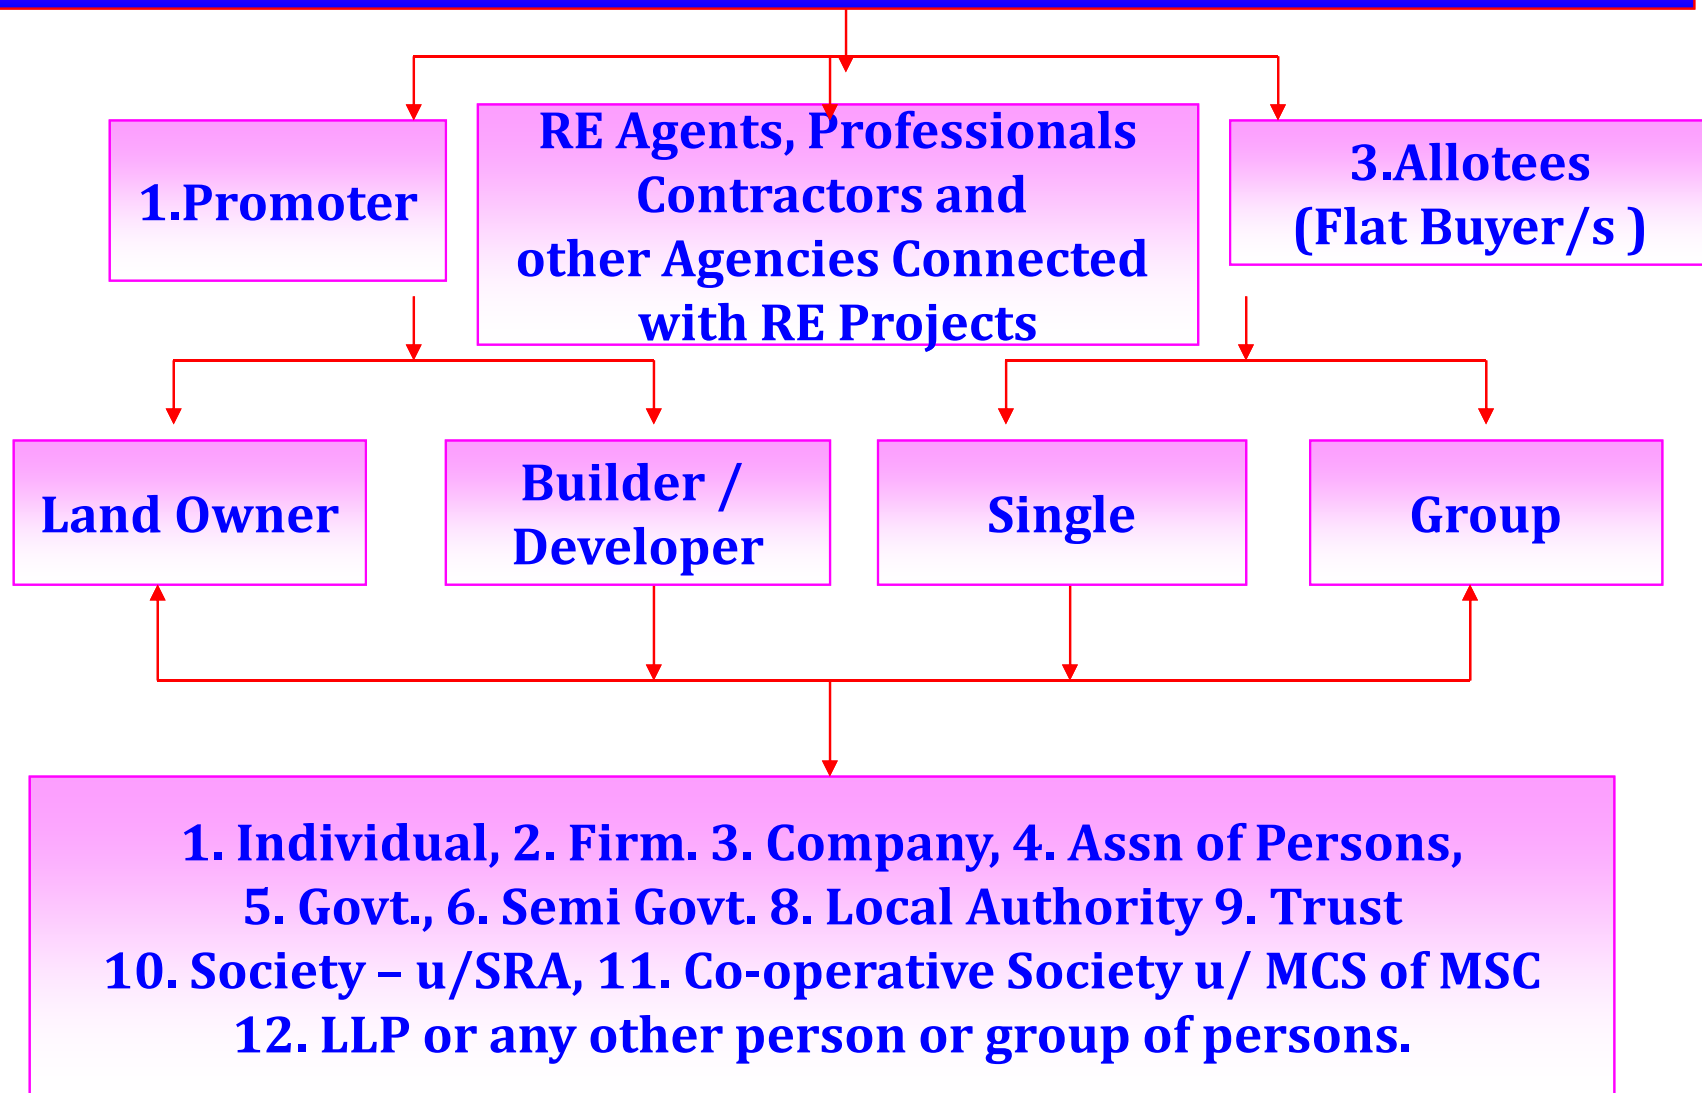 1.Promoter
RE Agents, Professionals
Contractors and
other Agencies Connected
with RE Projects
3.Allotees
(Flat Buyer/s )
Land Owner
Builder /
Developer
Single
Group
1. Individual, 2. Firm. 3. Company, 4. Assn of Persons,
5. Govt., 6. Semi Govt. 8. Local Authority 9. Trust
10. Society – u/SRA, 11. Co-operative Society u/ MCS of MSC
12. LLP or any other person or group of persons.